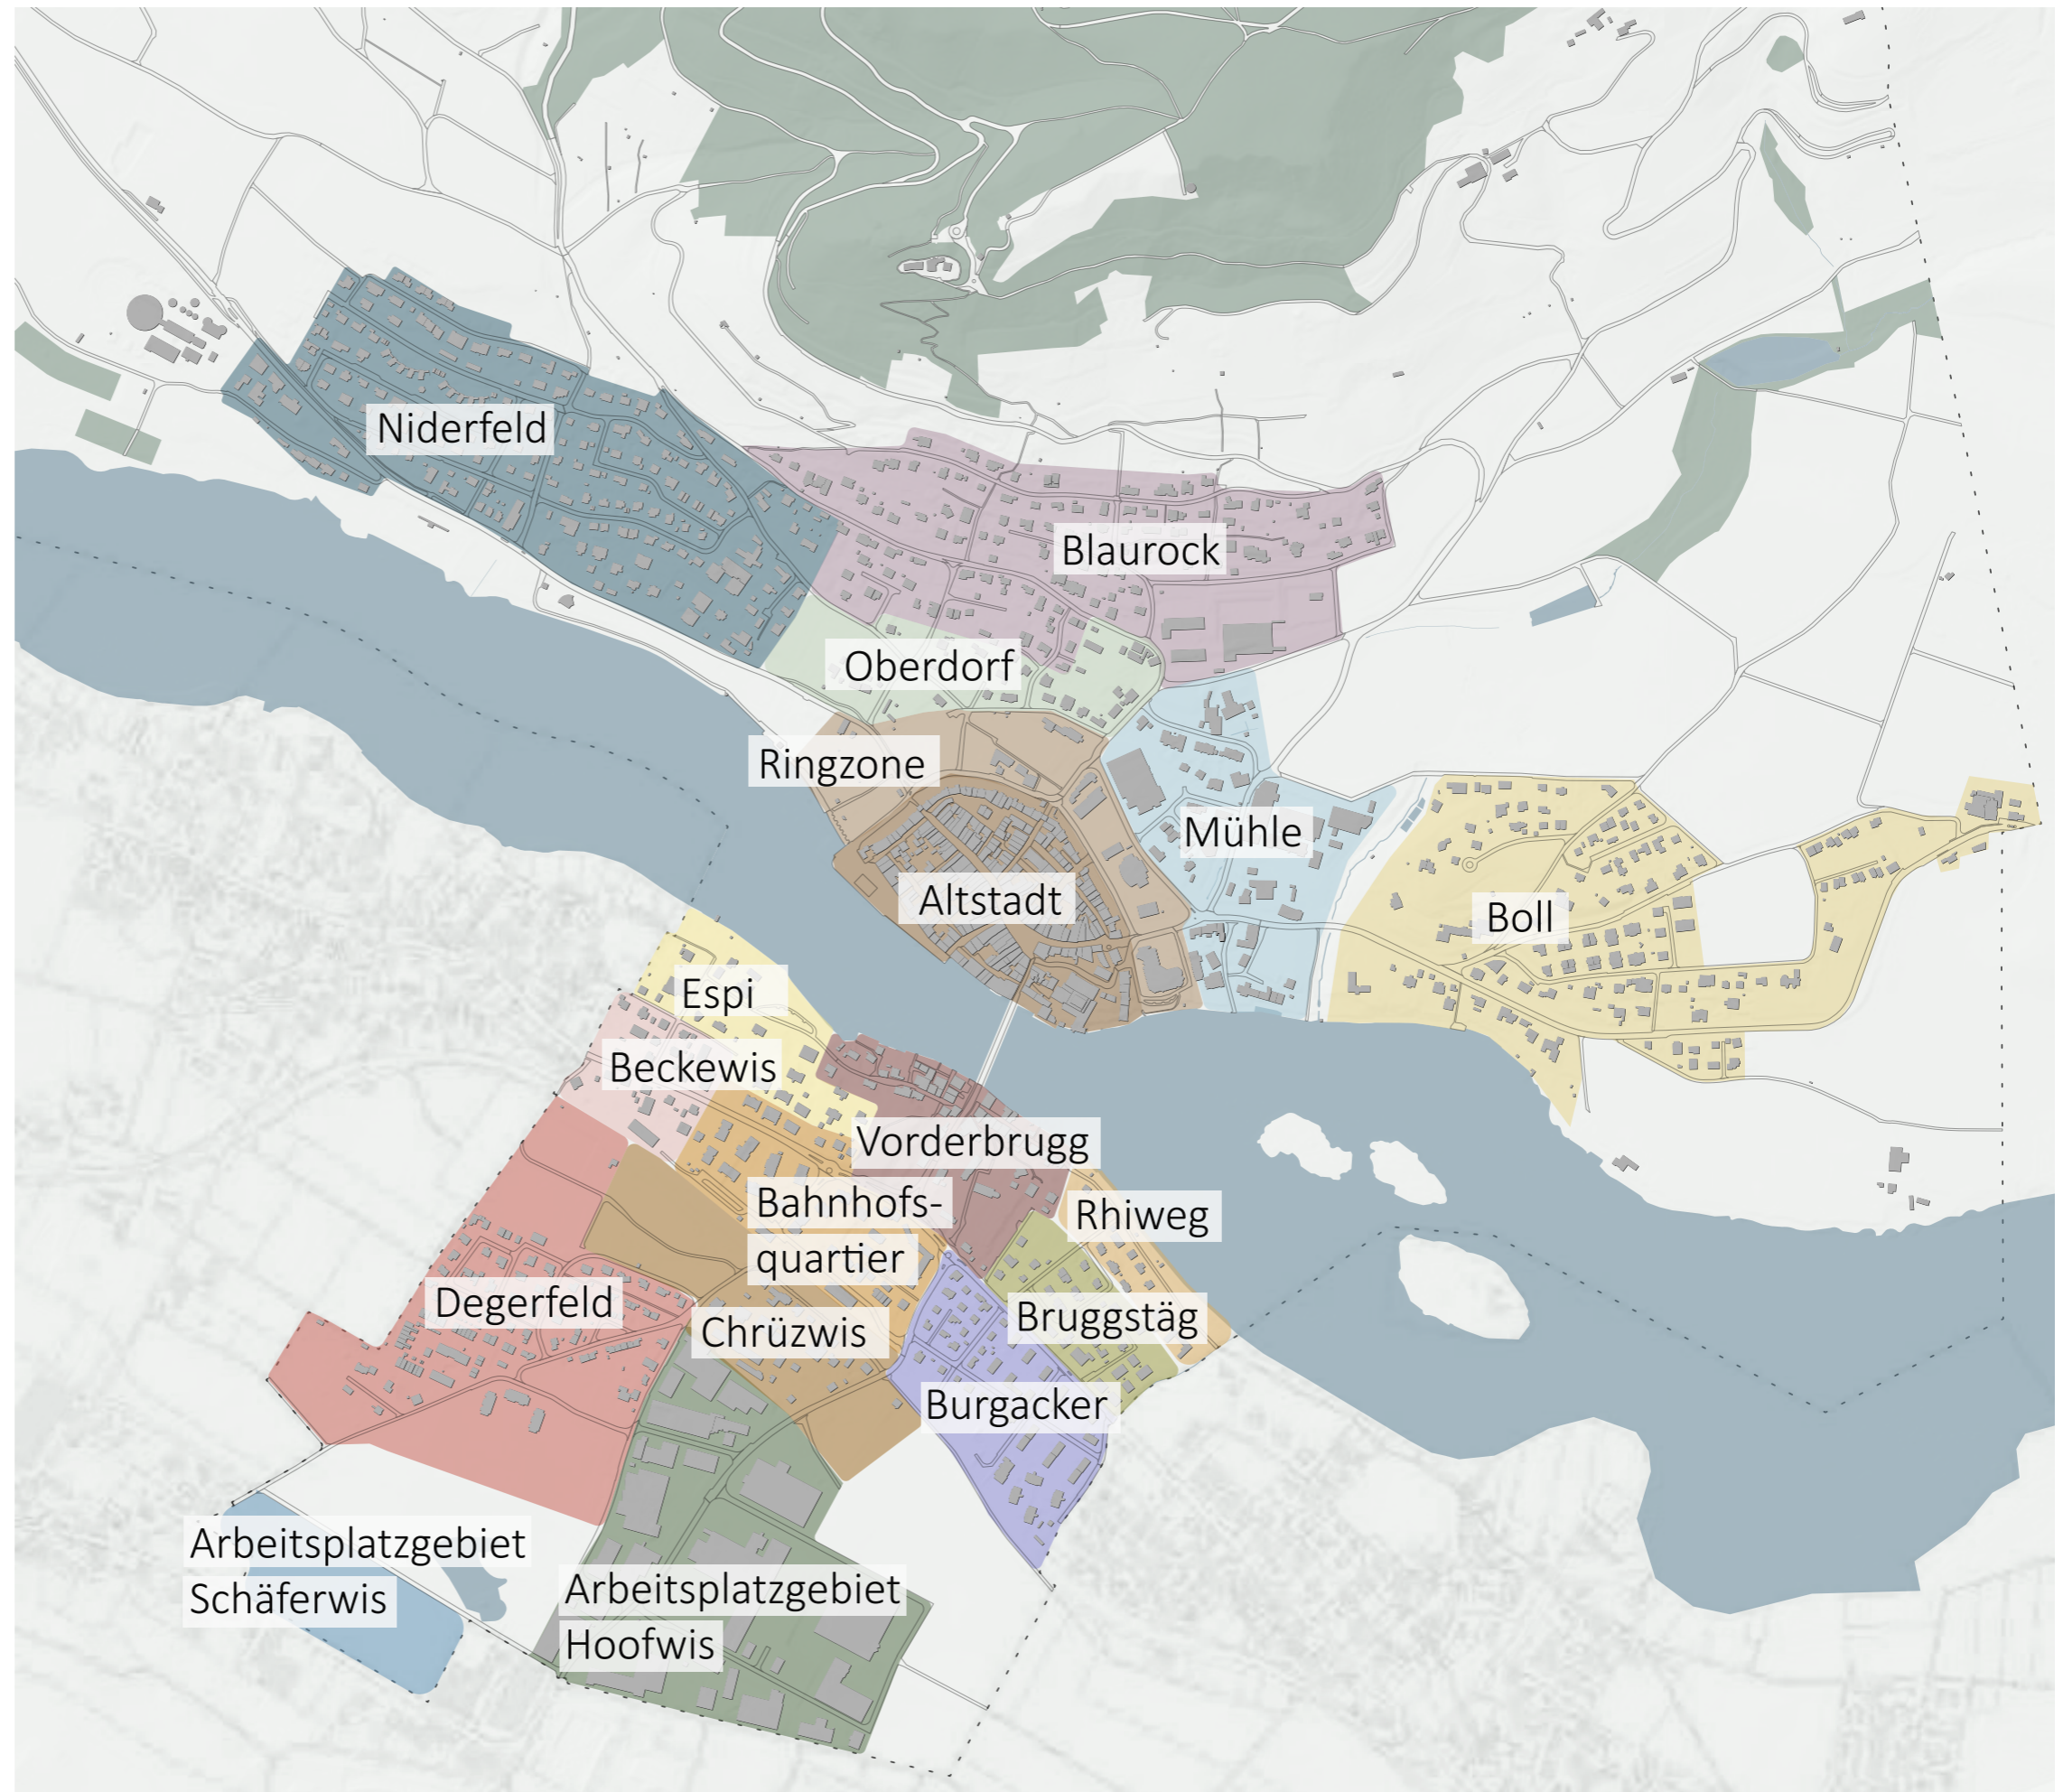 Niderfeld
Blaurock
Oberdorf
Ringzone
Mühle
Altstadt
Boll
Espi
Beckewis
Vorderbrugg
Bahnhofs-
quartier
Rhiweg
Degerfeld
Chrüzwis
Bruggstäg
Burgacker
Arbeitsplatzgebiet
Schäferwis
Arbeitsplatzgebiet
Hoofwis